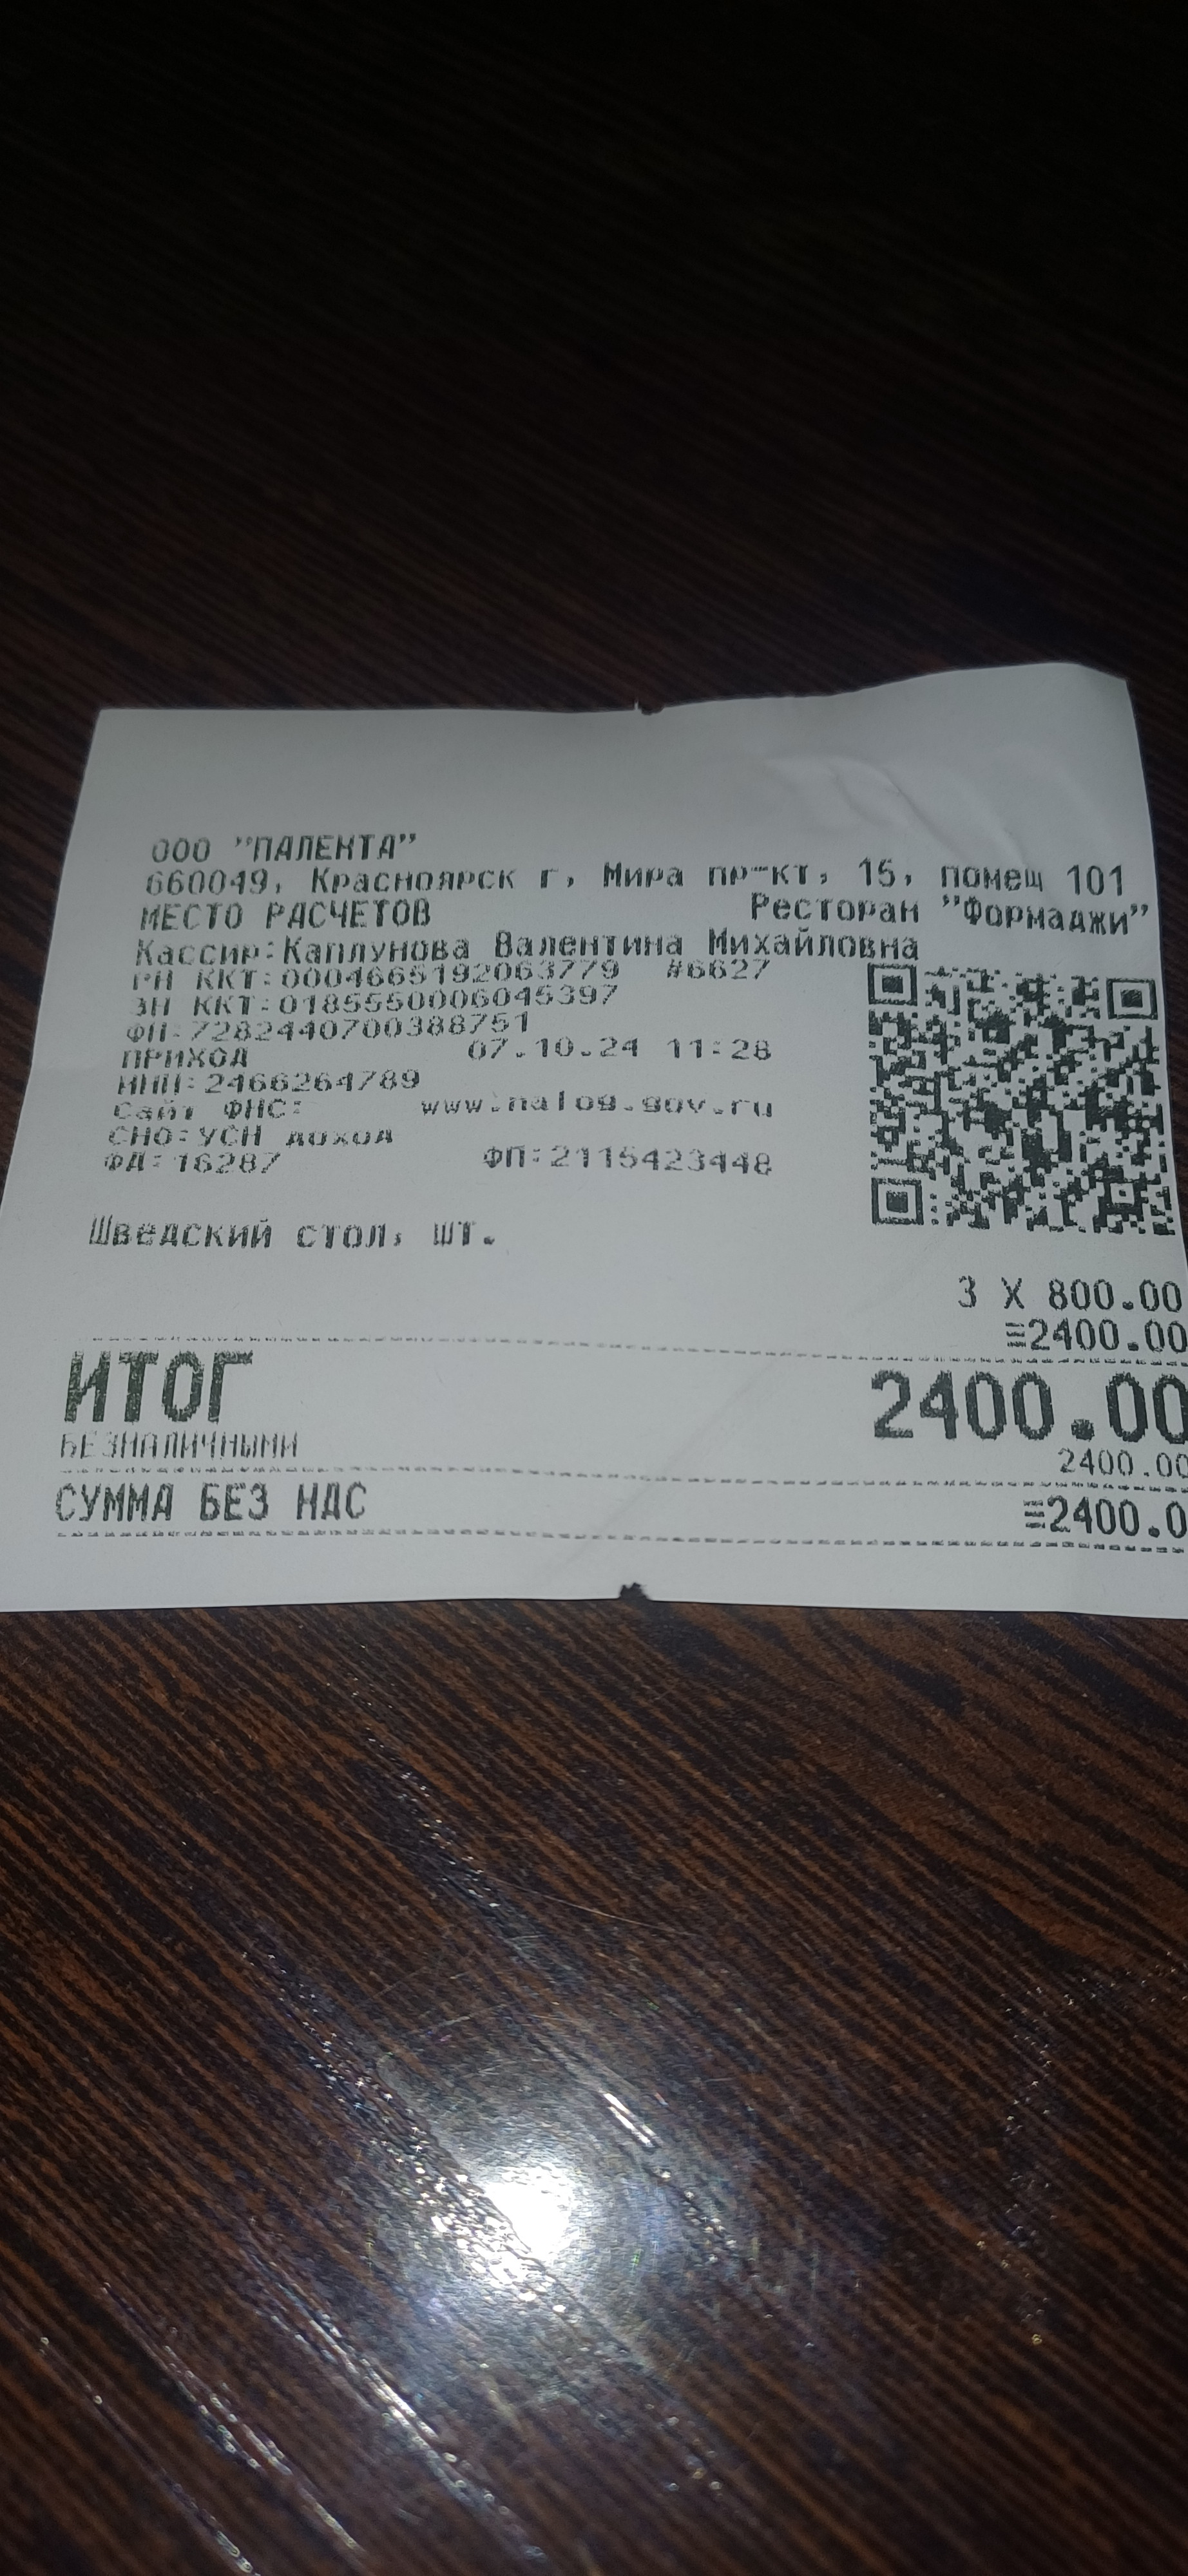 ООО "ПАЛЕНТА"
660049, Красноярск г, Мира пр-кт, 15, помещ 101
МЕСТО РАСЧЕТОВ Ресторан "Формаджи"
Кассир:Каплунова Валентина Михайловна
РН ККТ:0004665192063779 #6627
ЗН ККТ:0185550006045397
ФН:7282440700388751
ПРИХОД 07.10.24 11:28
ИНН:2466264789
Сайт ФНС: www.nalog.gov.ru
СНО:УСН доход
ФД:16287 ФП:2115423448
Шведский стол, шт.
3 X 800.00
≡2400.00
ИТОГ 2400.00
БЕЗНАЛИЧНЫМИ 2400.00
СУММА БЕЗ НДС ≡2400.0